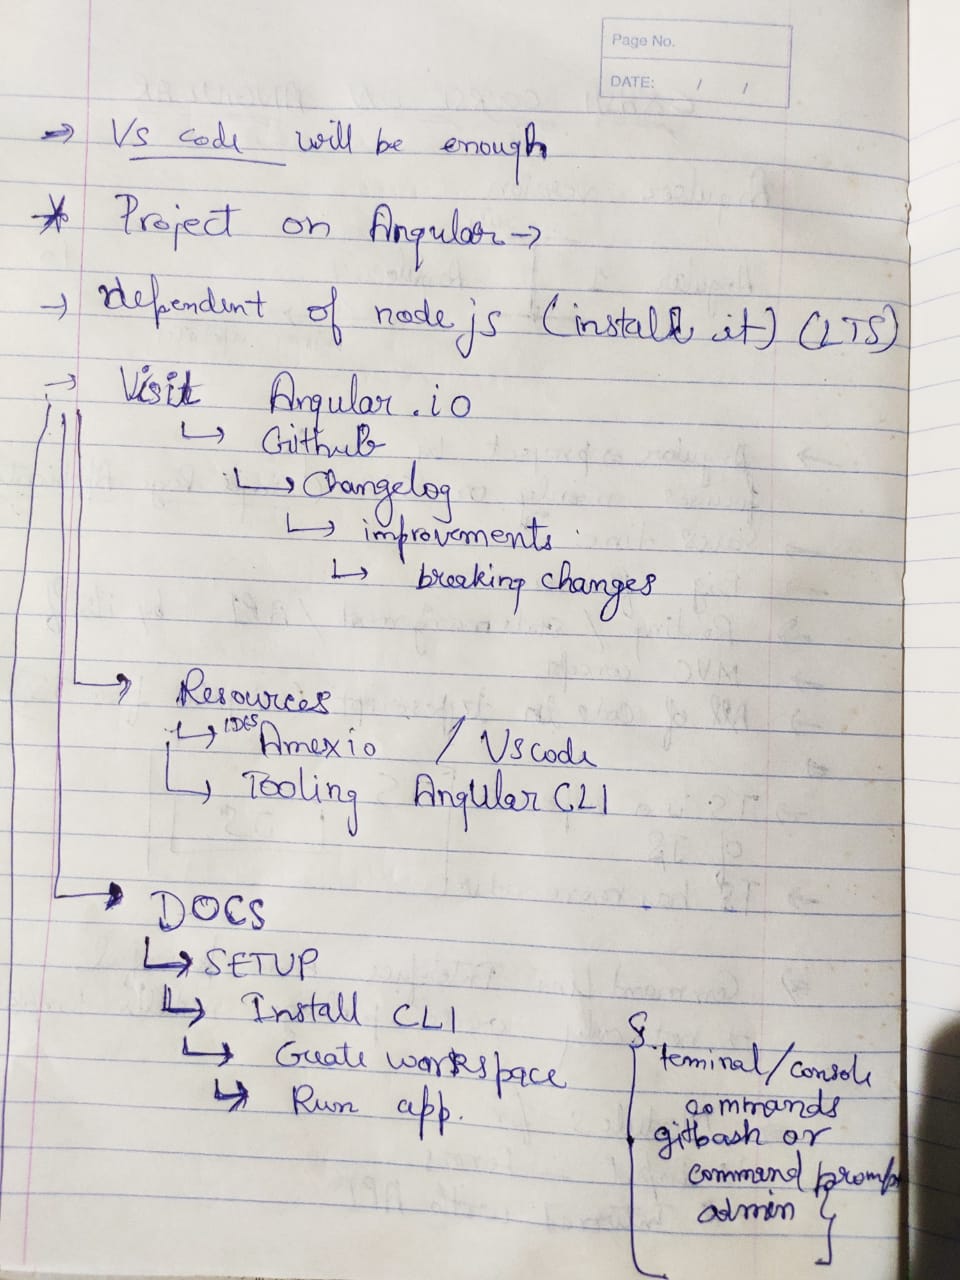 Page No.
DATE: / /
→ Vs code will be enough
* Project on Angular →
→ dependent of node js (install it) (LTS)
→ Visit Angular.io
↳ Github
↳ Changelog
↳ improvements
↳ breaking changes
→ Resources
↳ IDES Amexio / Vscode
↳ Tooling Angular CLI
→ DOCS
↳ SETUP
↳ Install CLI
↳ Create workspace
↳ Run app.
{ teminal/console
commands
gitbash or
command promp
admin }